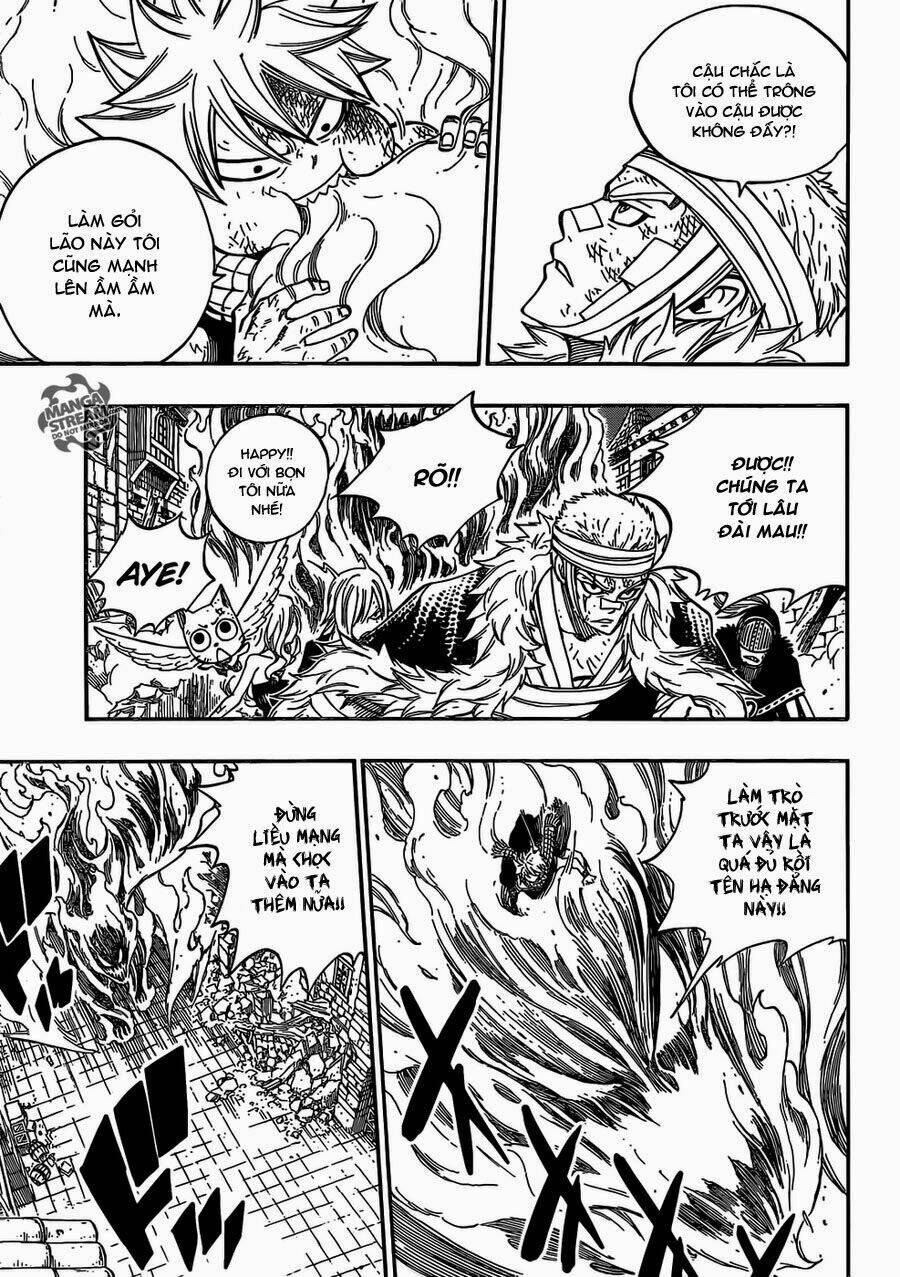 CẬU CHẮC LÀ
TÔI CÓ THỂ TRÔNG
VÀO CẬU ĐƯỢC
KHÔNG ĐẤY?!
LÀM GỎI
LÃO NÀY TÔI
CŨNG MẠNH
LÊN ẦM ẦM
MÀ.
MANGA
STREAM
ĐƯỢC!!
CHÚNG TA
TỚI LÂU
ĐÀI MAU!!
RÕ!!
HAPPY!!
ĐI VỚI BỌN
TÔI NỮA
NHÉ!
AYE!
LÀM TRÒ
TRƯỚC MẶT
TA VẬY LÀ
QUÁ ĐỦ RỒI
TÊN HẠ ĐẲNG
NÀY!!
ĐỪNG
LIỀU MẠNG
MÀ CHỌC
VÀO TA
THÊM NỮA!!
ドドド